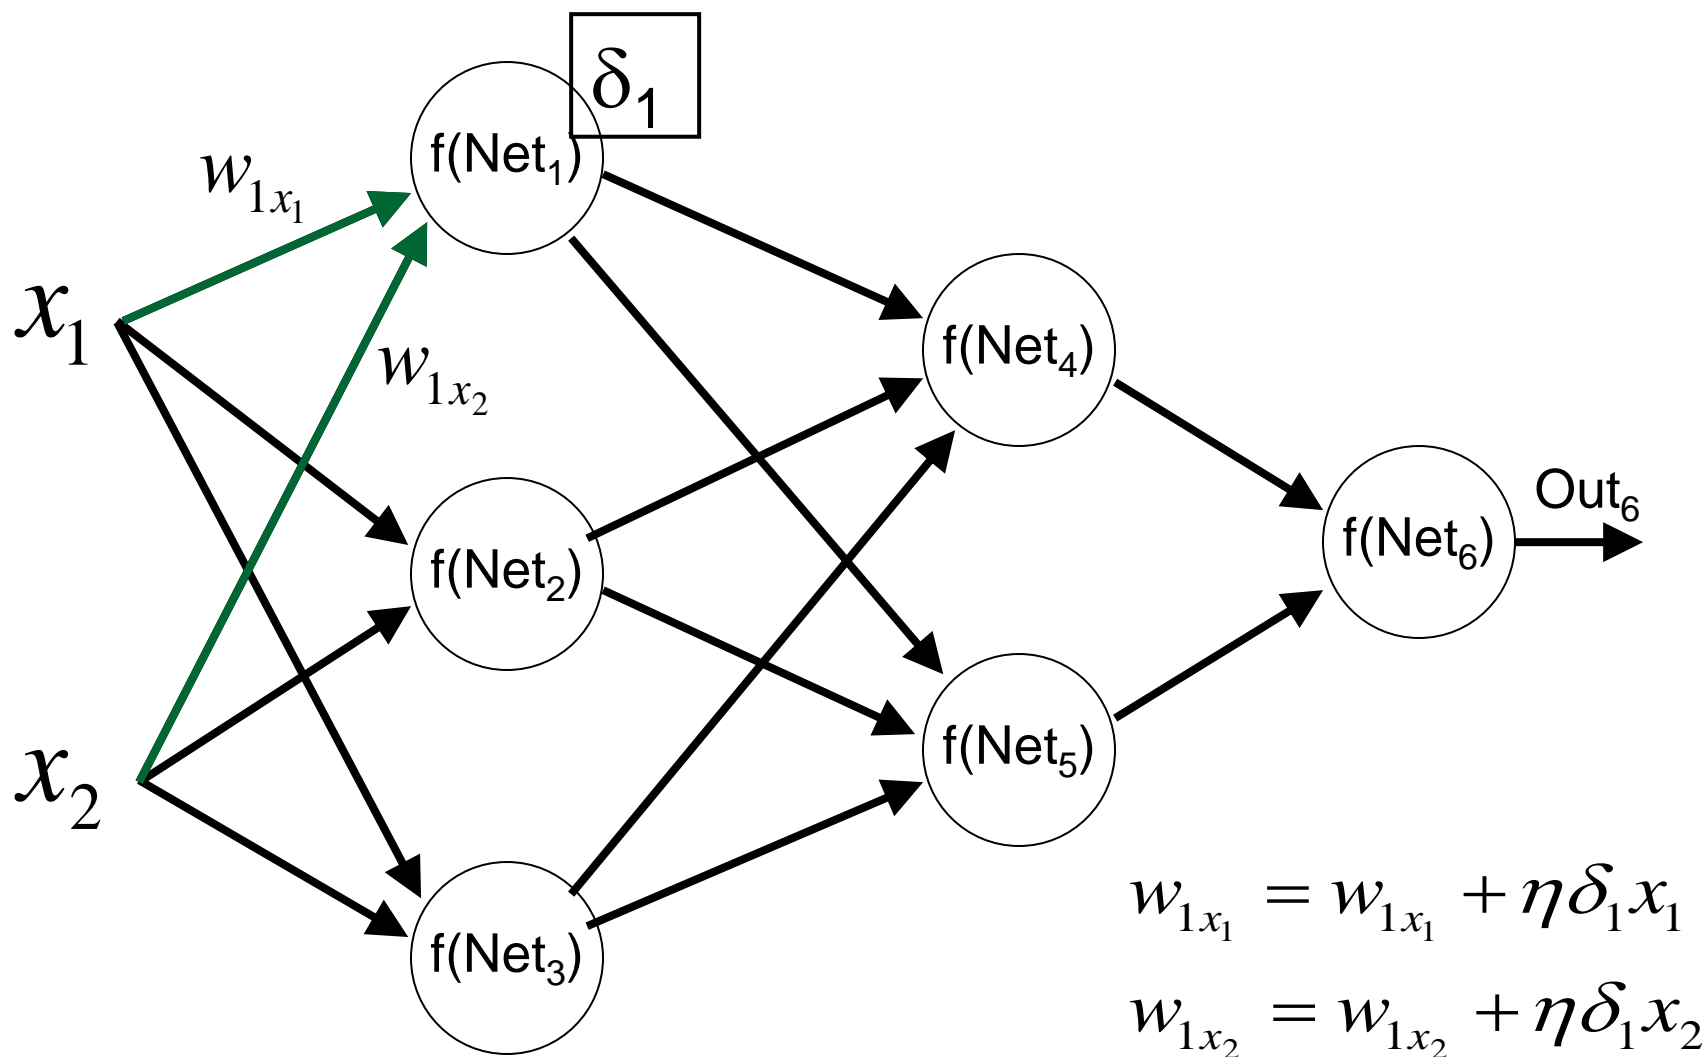 δ₁
f(Net₁)
w₁ₓ₁
x₁
w₁ₓ₂
f(Net₄)
Out₆
f(Net₂)
f(Net₆)
x₂
f(Net₅)
f(Net₃)
w₁ₓ₁ = w₁ₓ₁ + ηδ₁x₁
w₁ₓ₂ = w₁ₓ₂ + ηδ₁x₂